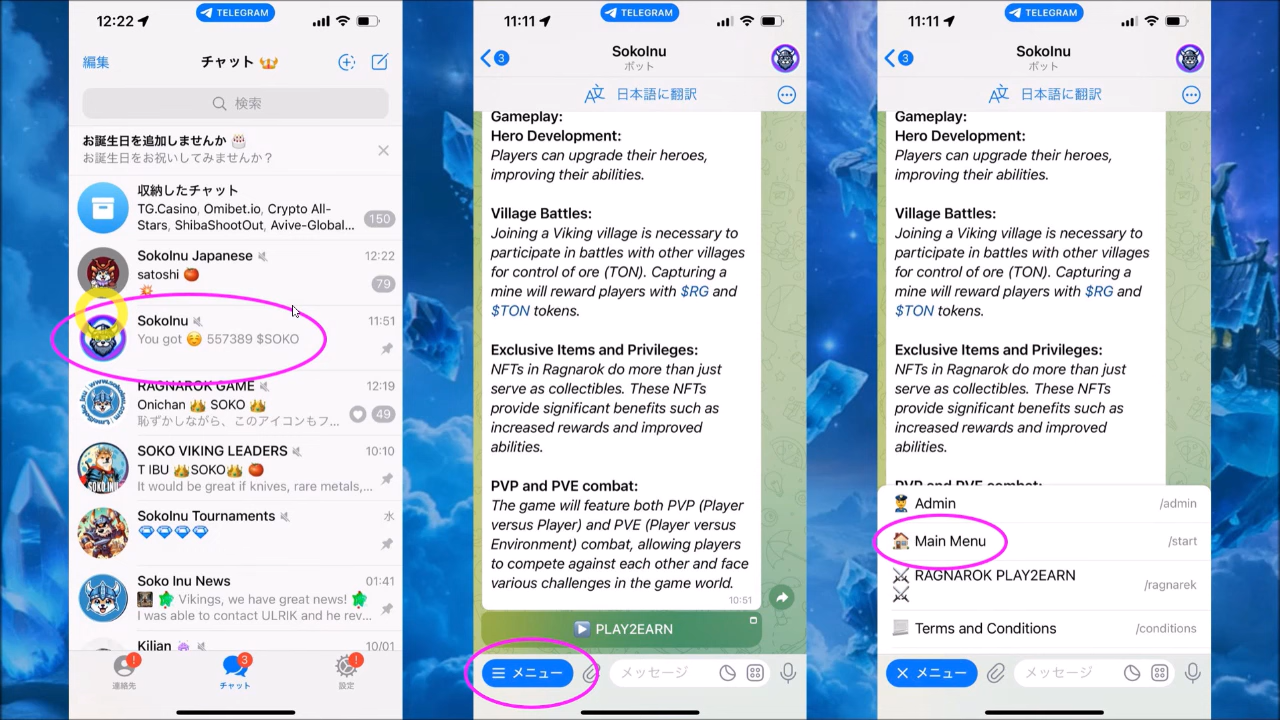 12:22
TELEGRAM
編集
チャット
検索
お誕生日を追加しませんか
お誕生日をお祝いしてみませんか？
収納したチャット
TG.Casino, Omibet.io, Crypto All-
Stars, ShibaShootOut, Avive-Global...
150
SokoInu Japanese
12:22
satoshi
79
SokoInu
11:51
You got 557389 $SOKO
RAGNAROK GAME
12:19
Onichan SOKO
恥ずかしながら、このアイコンもフ...
49
SOKO VIKING LEADERS
10:10
T IBU SOKO
It would be great if knives, rare metals,...
SokoInu Tournaments
水
Soko Inu News
01:41
Vikings, we have great news!
I was able to contact ULRIK and he rev...
Kilian
10/01
連絡先
3
チャット
設定
11:11
TELEGRAM
3
SokoInu
ボット
日本語に翻訳
Gameplay:
Hero Development:
Players can upgrade their heroes,
improving their abilities.
Village Battles:
Joining a Viking village is necessary to
participate in battles with other villages
for control of ore (TON). Capturing a
mine will reward players with $RG and
$TON tokens.
Exclusive Items and Privileges:
NFTs in Ragnarok do more than just
serve as collectibles. These NFTs
provide significant benefits such as
increased rewards and improved
abilities.
PVP and PVE combat:
The game will feature both PVP (Player
versus Player) and PVE (Player versus
Environment) combat, allowing players
to compete against each other and face
various challenges in the game world.
10:51
PLAY2EARN
メニュー
メッセージ
11:11
TELEGRAM
3
SokoInu
ボット
日本語に翻訳
Gameplay:
Hero Development:
Players can upgrade their heroes,
improving their abilities.
Village Battles:
Joining a Viking village is necessary to
participate in battles with other villages
for control of ore (TON). Capturing a
mine will reward players with $RG and
$TON tokens.
Exclusive Items and Privileges:
NFTs in Ragnarok do more than just
serve as collectibles. These NFTs
provide significant benefits such as
increased rewards and improved
abilities.
PVP and PVE combat:
Admin
/admin
Main Menu
/start
RAGNAROK PLAY2EARN
/ragnarek
Terms and Conditions
/conditions
メニュー
メッセージ